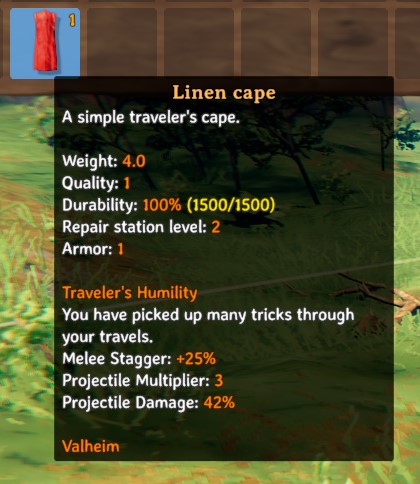 1
Linen cape
A simple traveler's cape.
Weight: 4.0
Quality: 1
Durability: 100% (1500/1500)
Repair station level: 2
Armor: 1
Traveler's Humility
You have picked up many tricks through
your travels.
Melee Stagger: +25%
Projectile Multiplier: 3
Projectile Damage: 42%
Valheim